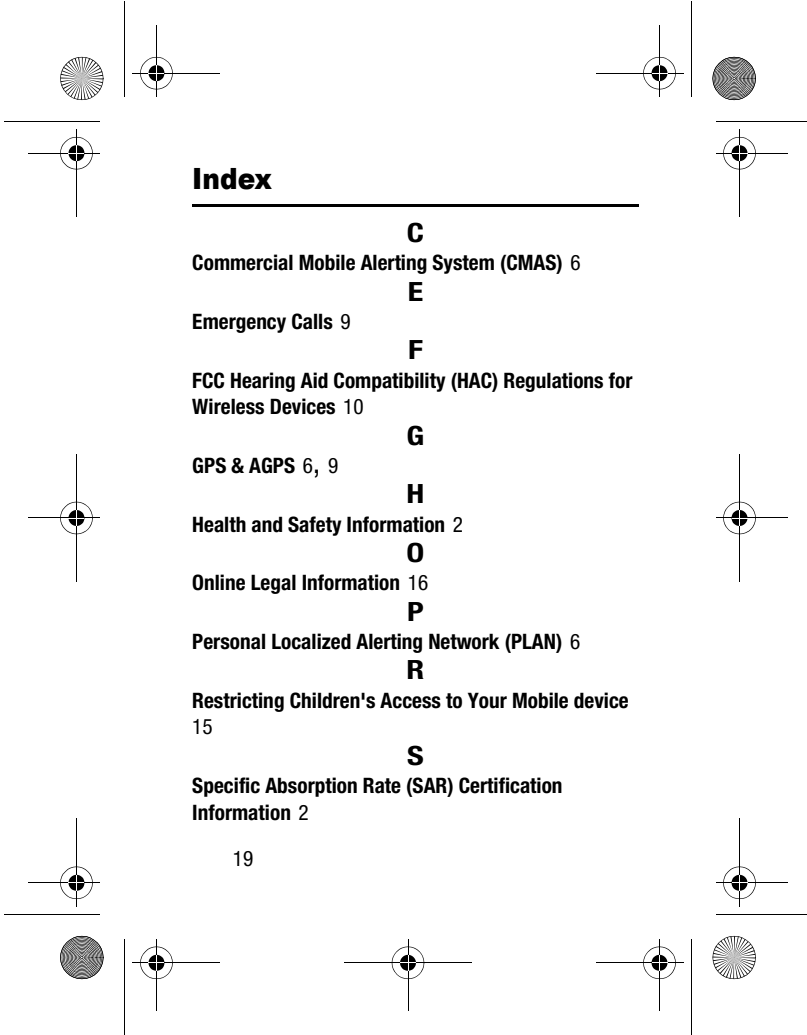 Index
C
Commercial Mobile Alerting System (CMAS) 6
E
Emergency Calls 9
F
FCC Hearing Aid Compatibility (HAC) Regulations for
Wireless Devices 10
G
GPS & AGPS 6, 9
H
Health and Safety Information 2
O
Online Legal Information 16
P
Personal Localized Alerting Network (PLAN) 6
R
Restricting Children's Access to Your Mobile device
15
S
Specific Absorption Rate (SAR) Certification
Information 2
19